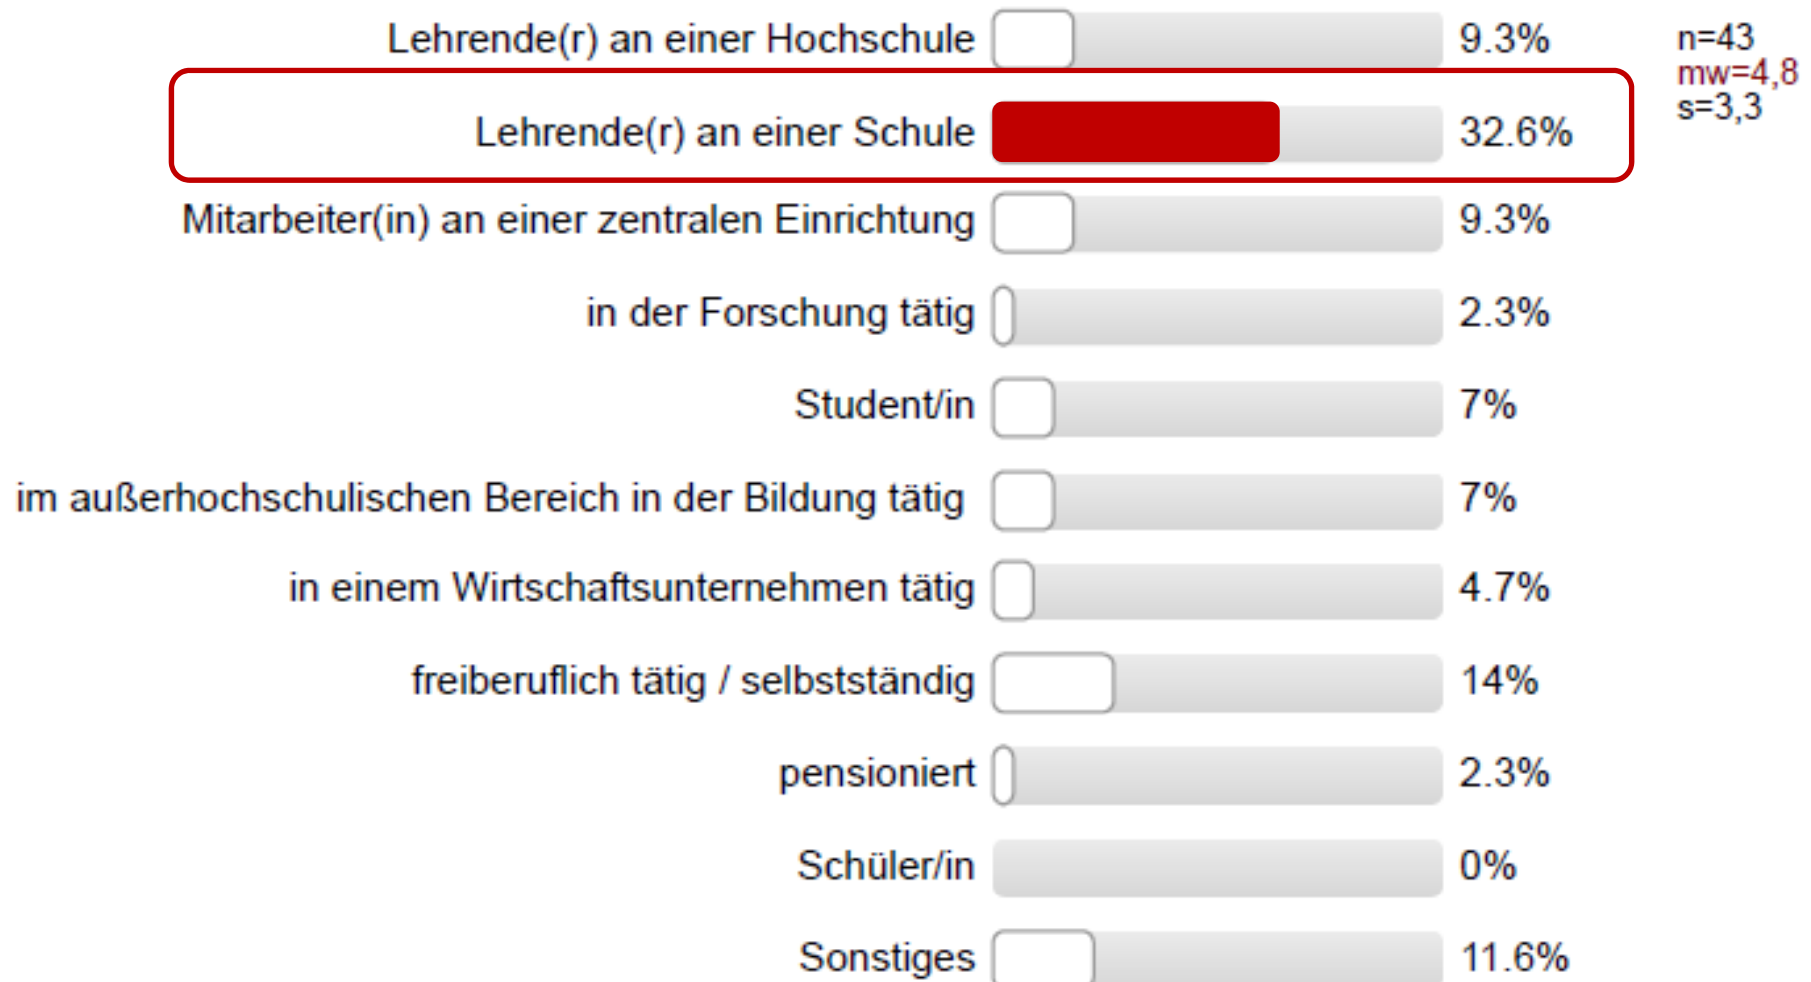 Lehrende(r) an einer Hochschule 9.3%
n=43
mw=4,8
s=3,3
Lehrende(r) an einer Schule 32.6%
Mitarbeiter(in) an einer zentralen Einrichtung 9.3%
in der Forschung tätig 2.3%
Student/in 7%
im außerhochschulischen Bereich in der Bildung tätig 7%
in einem Wirtschaftsunternehmen tätig 4.7%
freiberuflich tätig / selbstständig 14%
pensioniert 2.3%
Schüler/in 0%
Sonstiges 11.6%